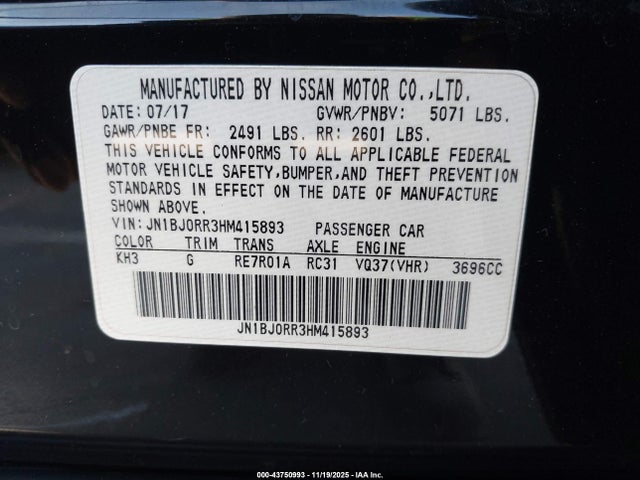 MANUFACTURED BY NISSAN MOTOR CO.,LTD.
DATE: 07/17 GVWR/PNBV: 5071 LBS.
GAWR/PNBE FR: 2491 LBS. RR: 2601 LBS.
THIS VEHICLE CONFORMS TO ALL APPLICABLE FEDERAL
MOTOR VEHICLE SAFETY,BUMPER,AND THEFT PREVENTION
STANDARDS IN EFFECT ON THE DATE OF MANUFACTURE
SHOWN ABOVE.
VIN:JN1BJ0RR3HM415893 PASSENGER CAR
COLOR TRIM TRANS AXLE ENGINE
KH3 G RE7R01A RC31 VQ37(VHR) 3696CC
JN1BJ0RR3HM415893
000-43750993 - 11/19/2025 - IAA Inc.